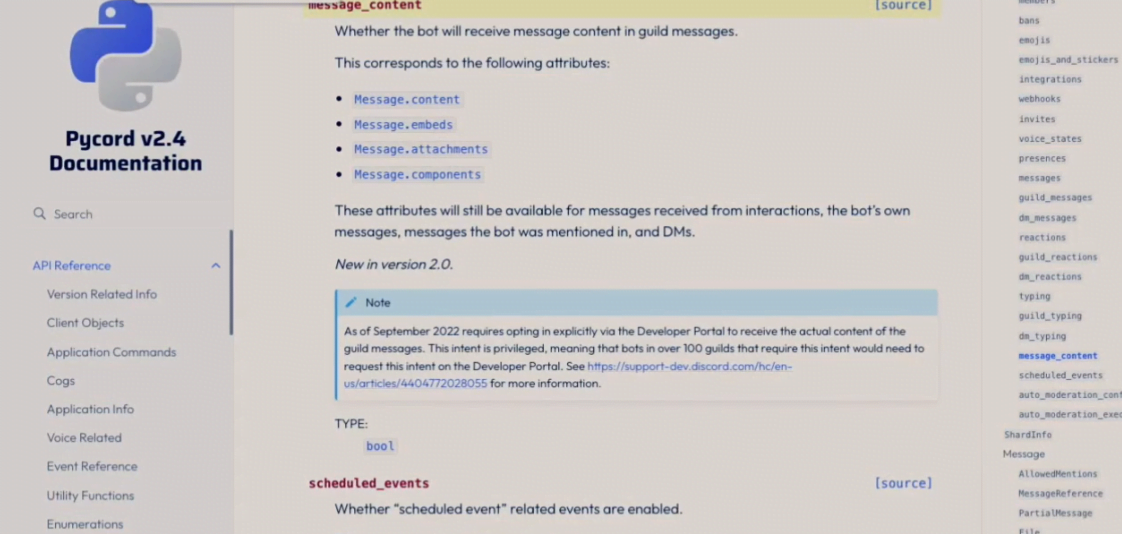 message_content [source]
Whether the bot will receive message content in guild messages.
This corresponds to the following attributes:
Message.content
Message.embeds
Message.attachments
Message.components
These attributes will still be available for messages received from interactions, the bot's own
messages, messages the bot was mentioned in, and DMs.
New in version 2.0.
Note
As of September 2022 requires opting in explicitly via the Developer Portal to receive the actual content of the
guild messages. This intent is privileged, meaning that bots in over 100 guilds that require this intent would need to
request this intent on the Developer Portal. See https://support-dev.discord.com/hc/en-
us/articles/4404772028055 for more information.
TYPE:
bool
scheduled_events [source]
Whether “scheduled event” related events are enabled.
Pycord v2.4
Documentation
Search
API Reference
Version Related Info
Client Objects
Application Commands
Cogs
Application Info
Voice Related
Event Reference
Utility Functions
Enumerations
members
bans
emojis
emojis_and_stickers
integrations
webhooks
invites
voice_states
presences
messages
guild_messages
dm_messages
reactions
guild_reactions
dm_reactions
typing
guild_typing
dm_typing
message_content
scheduled_events
auto_moderation_con
auto_moderation_exe
ShardInfo
Message
AllowedMentions
MessageReference
PartialMessage
File